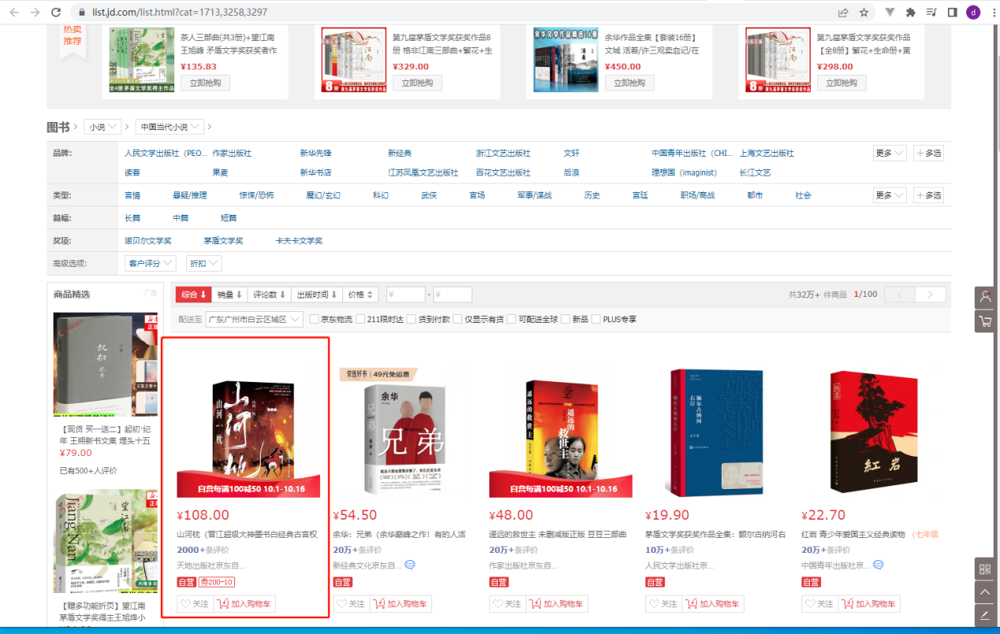 list.jd.com/list.html?cat=1713,3258,3297
热卖
推荐
茶人三部曲(共3册)+望江南
王旭峰 矛盾文学奖获奖者作
¥135.83
立即抢购
第九届茅盾文学奖获奖作品8
册 格非江南三部曲+繁花+生
¥329.00
立即抢购
余华作品全集【套装16册】
文城 活着/许三观卖血记/在
¥450.00
立即抢购
第九届茅盾文学奖获奖作品
【全8册】繁花+生命册+黄
¥298.00
立即抢购
图书 > 小说 > 中国当代小说 >
品牌:
人民文学出版社（PEO... 作家出版社 新华先锋 新经典 浙江文艺出版社 文轩 中国青年出版社（CHI... 上海文艺出版社
更多 +多选
读客 果麦 新华书店 江苏凤凰文艺出版社 百花文艺出版社 后浪 理想国（imaginist） 长江文艺
类型: 言情 悬疑/推理 惊悚/恐怖 魔幻/玄幻 科幻 武侠 官场 军事/谍战 历史 宫廷 职场/商战 都市 社会 更多 +多选
篇幅: 长篇 中篇 短篇
奖项: 诺贝尔文学奖 茅盾文学奖 卡夫卡文学奖
高级选项: 客户评分 折扣
商品精选 广告
综合 销量 评论数 出版时间 价格 ¥ - ¥ 共32万+ 件商品 1/100 < >
配送至 广东广州市白云区城区 京东物流 211限时达 货到付款 仅显示有货 可配送全球 新品 PLUS专享
【现货 买一送二】起初·纪
年 王朔新书文集 埋头十五
¥79.00
已有500+人评价
望江南
Jiang Nan
【赠多功能折页】望江南
茅盾文学奖得主王旭烽小
山河枕
自营每满100减50 10.1-10.16
¥108.00
山河枕（晋江超级大神墨书白经典古言权
2000+条评价
天地出版社京东自...
自营 券200-10
关注 加入购物车
京选好书 49元免运费
余华
兄弟
Brothers
¥54.50
余华：兄弟（余华巅峰之作！有的人活
20万+条评价
新经典文化京东自...
自营
关注 加入购物车
遥远的救世主
遥远的救世主
自营每满100减50 10.1-10.16
¥48.00
遥远的救世主 未删减版正版 豆豆三部曲
20万+条评价
作家出版社京东自...
自营
关注 加入购物车
额尔古纳河
右岸
¥19.90
茅盾文学奖获奖作品全集：额尔古纳河右
10万+条评价
人民文学出版社京...
自营
关注 加入购物车
红岩
紅岩
¥22.70
红岩 青少年爱国主义经典读物 （七年级
20万+条评价
中国青年出版社京...
自营
关注 加入购物车